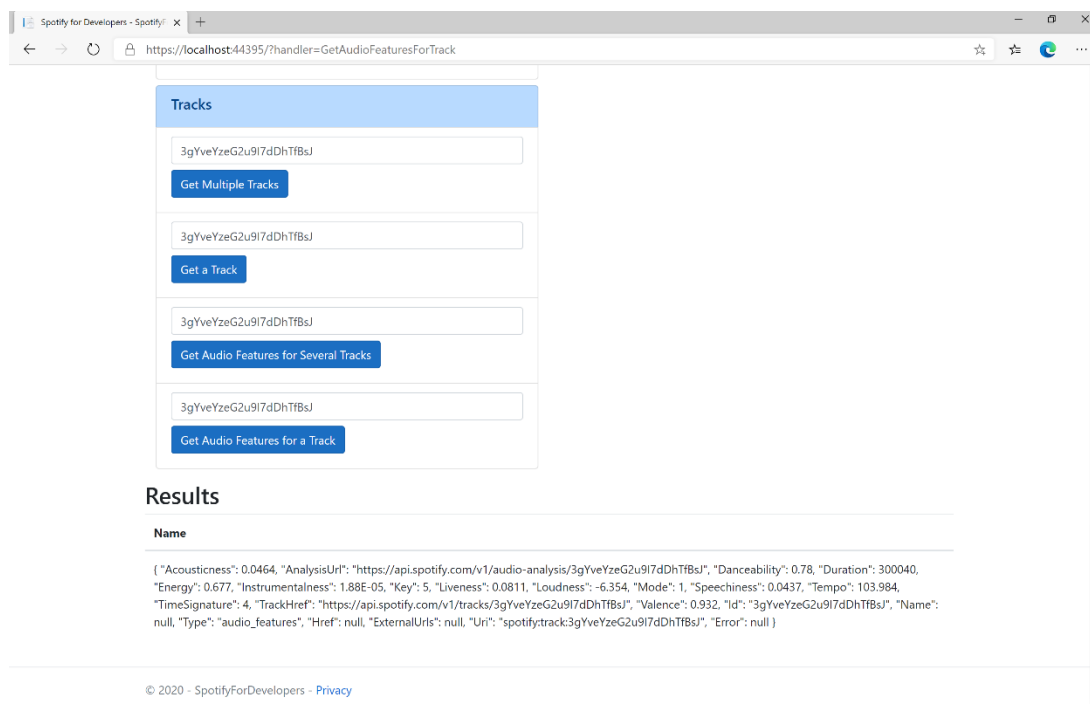 Spotify for Developers - Spotify
https://localhost:44395/?handler=GetAudioFeaturesForTrack
Tracks
3gYveYzeG2u9I7dDhTfBsJ
Get Multiple Tracks
3gYveYzeG2u9I7dDhTfBsJ
Get a Track
3gYveYzeG2u9I7dDhTfBsJ
Get Audio Features for Several Tracks
3gYveYzeG2u9I7dDhTfBsJ
Get Audio Features for a Track
Results
Name
{ "Acousticness": 0.0464, "AnalysisUrl": "https://api.spotify.com/v1/audio-analysis/3gYveYzeG2u9I7dDhTfBsJ", "Danceability": 0.78, "Duration": 300040,
"Energy": 0.677, "Instrumentalness": 1.88E-05, "Key": 5, "Liveness": 0.0811, "Loudness": -6.354, "Mode": 1, "Speechiness": 0.0437, "Tempo": 103.984,
"TimeSignature": 4, "TrackHref": "https://api.spotify.com/v1/tracks/3gYveYzeG2u9I7dDhTfBsJ", "Valence": 0.932, "Id": "3gYveYzeG2u9I7dDhTfBsJ", "Name":
null, "Type": "audio_features", "Href": null, "ExternalUrls": null, "Uri": "spotify:track:3gYveYzeG2u9I7dDhTfBsJ", "Error": null }
© 2020 - SpotifyForDevelopers - Privacy